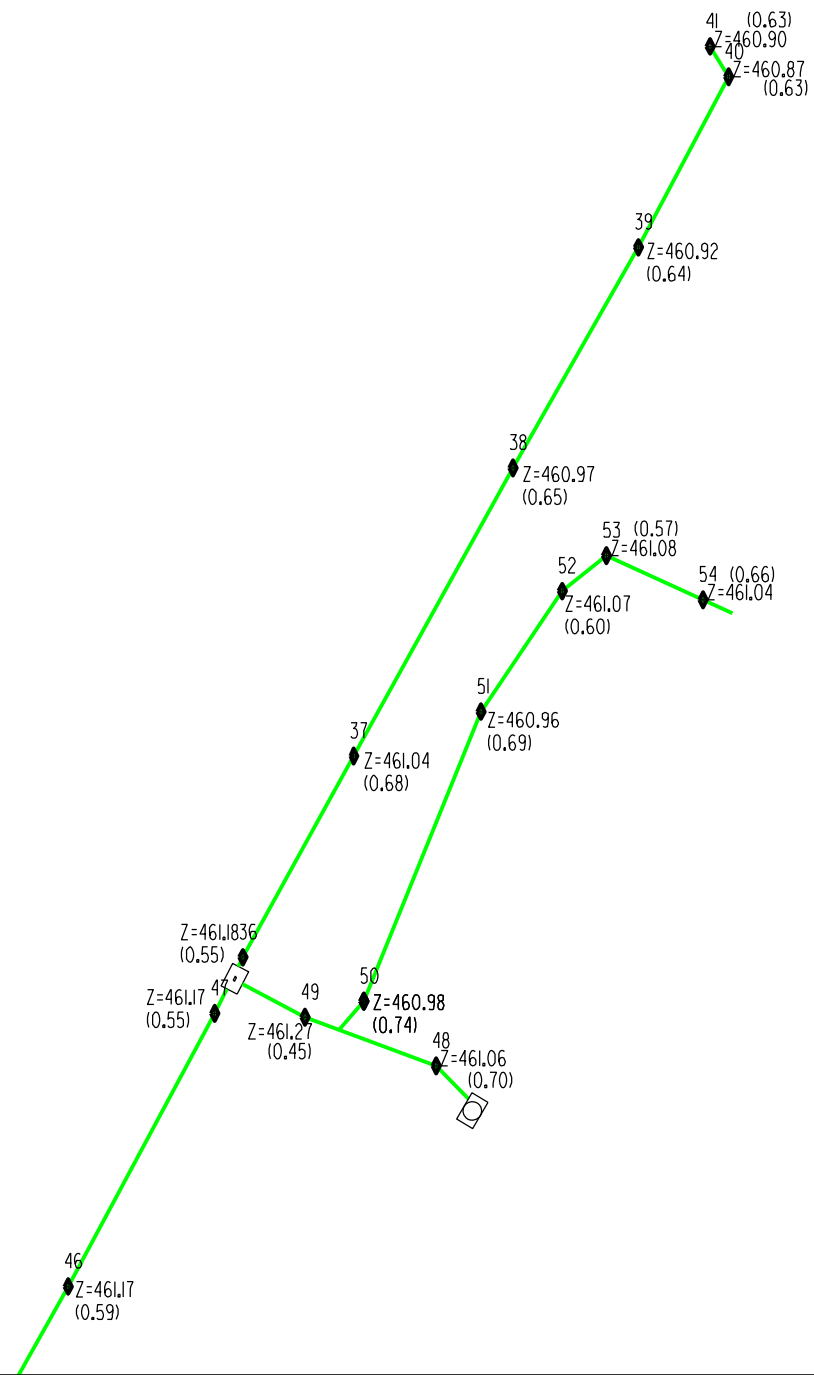 41 (0.63)
Z=460.90
40
Z=460.87
(0.63)
39
Z=460.92
(0.64)
38
Z=460.97
(0.65)
53 (0.57)
Z=461.08
52
Z=461.07
(0.60)
54 (0.66)
Z=461.04
51
Z=460.96
(0.69)
37
Z=461.04
(0.68)
Z=461.1836
(0.55)
47
Z=461.17
(0.55)
49
Z=461.27
(0.45)
50
Z=460.98
(0.74)
48
Z=461.06
(0.70)
46
Z=461.17
(0.59)